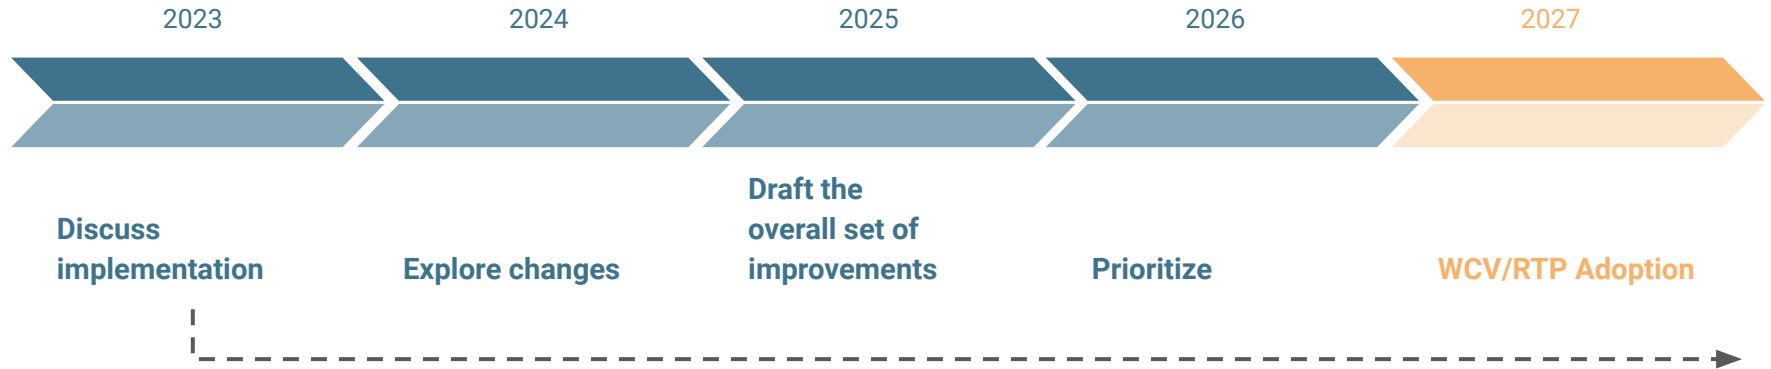 2023
2024
2025
2026
2027
Discuss
implementation
Explore changes
Draft the
overall set of
improvements
Prioritize
WCV/RTP Adoption